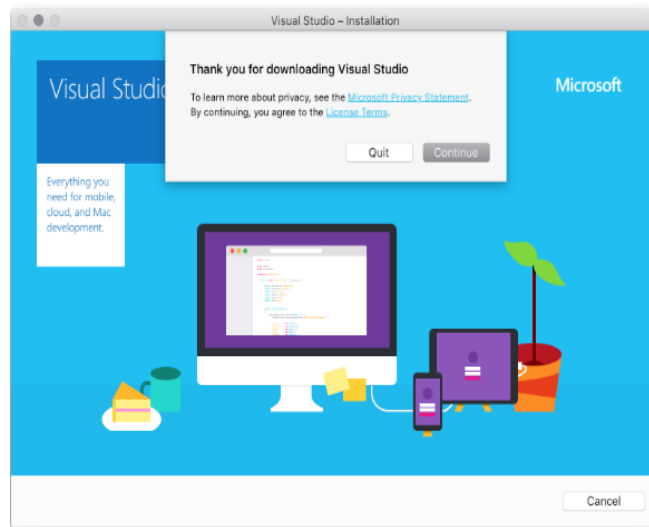 Visual Studio – Installation
Thank you for downloading Visual Studio
To learn more about privacy, see the Microsoft Privacy Statement.
By continuing, you agree to the License Terms.
Quit
Continue
Visual Studio
Microsoft
Everything you
need for mobile,
cloud, and Mac
development.
Cancel